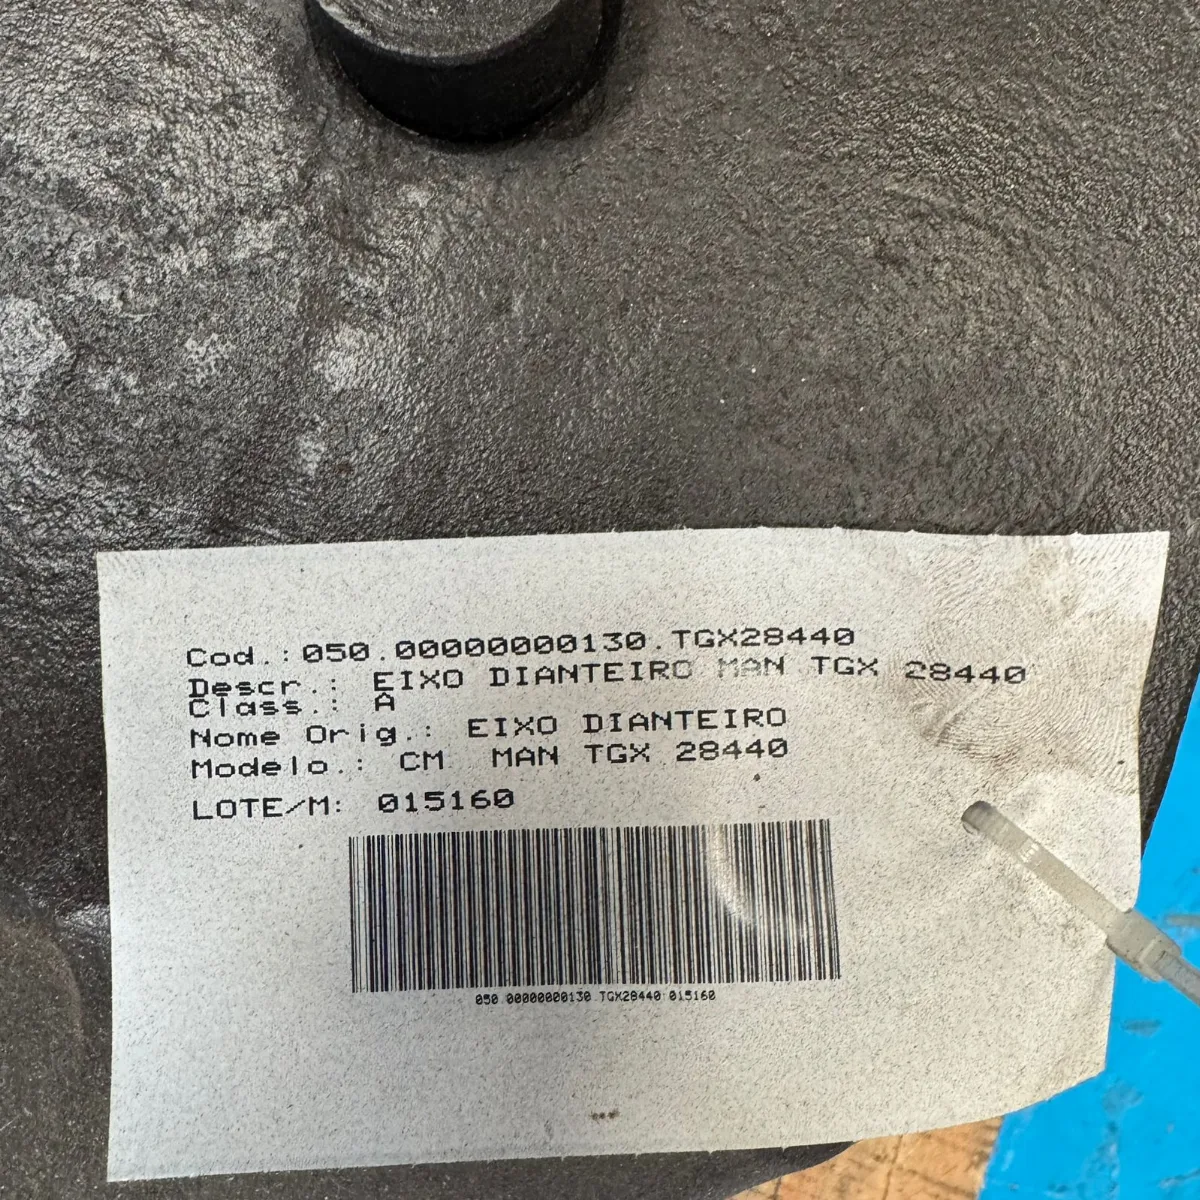 Cod.:050.00000000130.TGX28440
Descr.: EIXO DIANTEIRO MAN TGX 28440
Class.: A
Nome Orig.: EIXO DIANTEIRO
Modelo.: CM MAN TGX 28440
LOTE/M: 015160
050.00000000130.TGX28440.015160